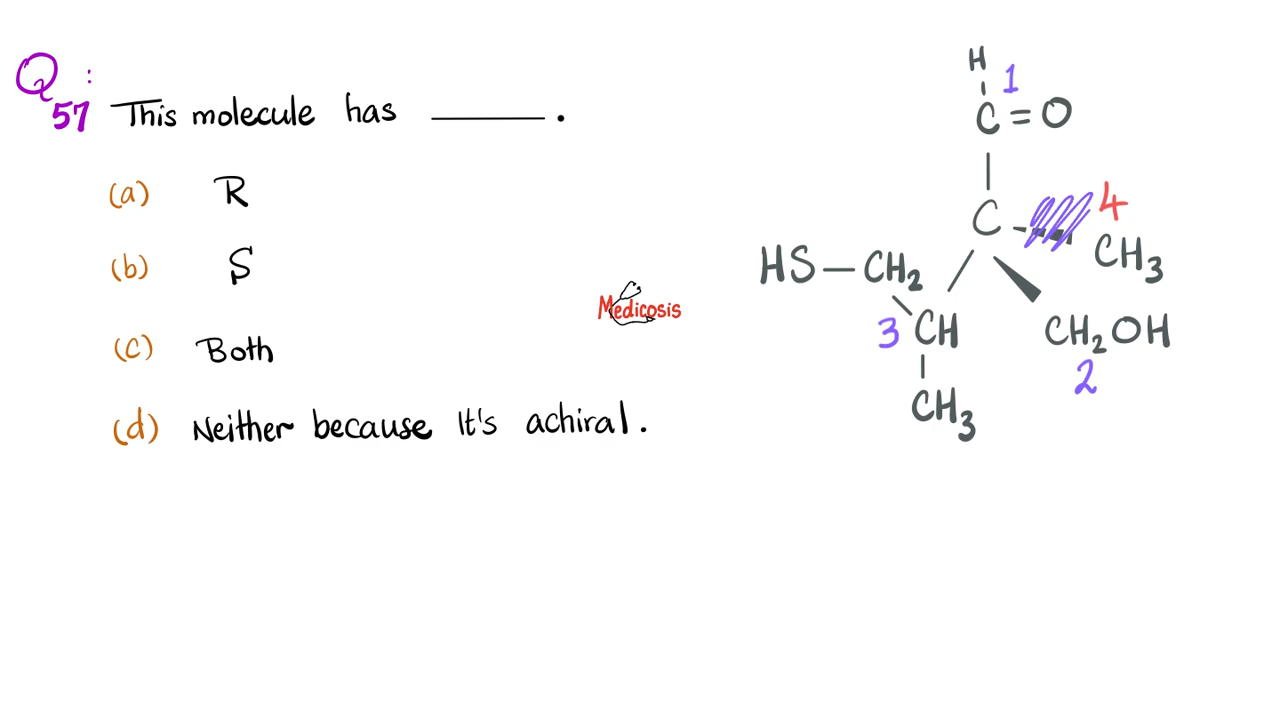 Q :
57 This molecule has ______ .
(a) R
(b) S
(c) Both
(d) Neither because It's achiral.
Medicosis
H
1
C = O
C
4
CH3
HS — CH2
3 CH
CH2OH
2
CH3